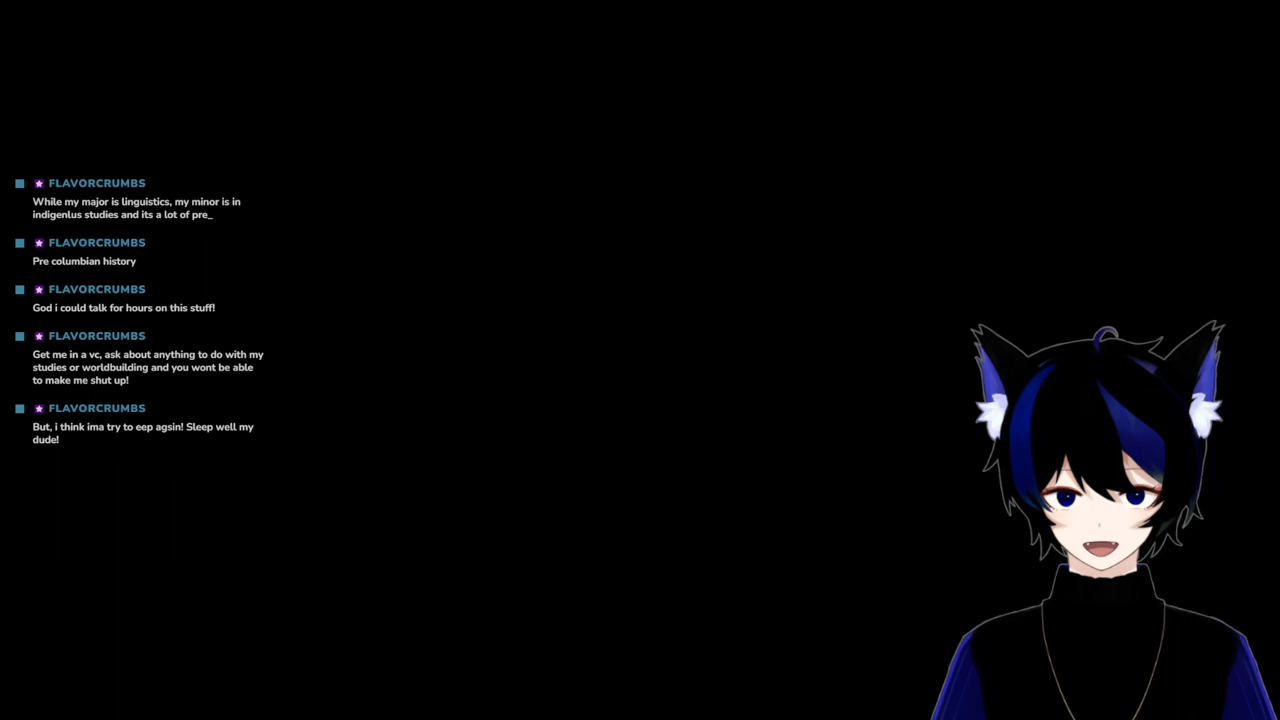 FLAVORCRUMBS
While my major is linguistics, my minor is in
indigenlus studies and its a lot of pre_
FLAVORCRUMBS
Pre columbian history
FLAVORCRUMBS
God i could talk for hours on this stuff!
FLAVORCRUMBS
Get me in a vc, ask about anything to do with my
studies or worldbuilding and you wont be able
to make me shut up!
FLAVORCRUMBS
But, i think ima try to eep agsin! Sleep well my
dude!